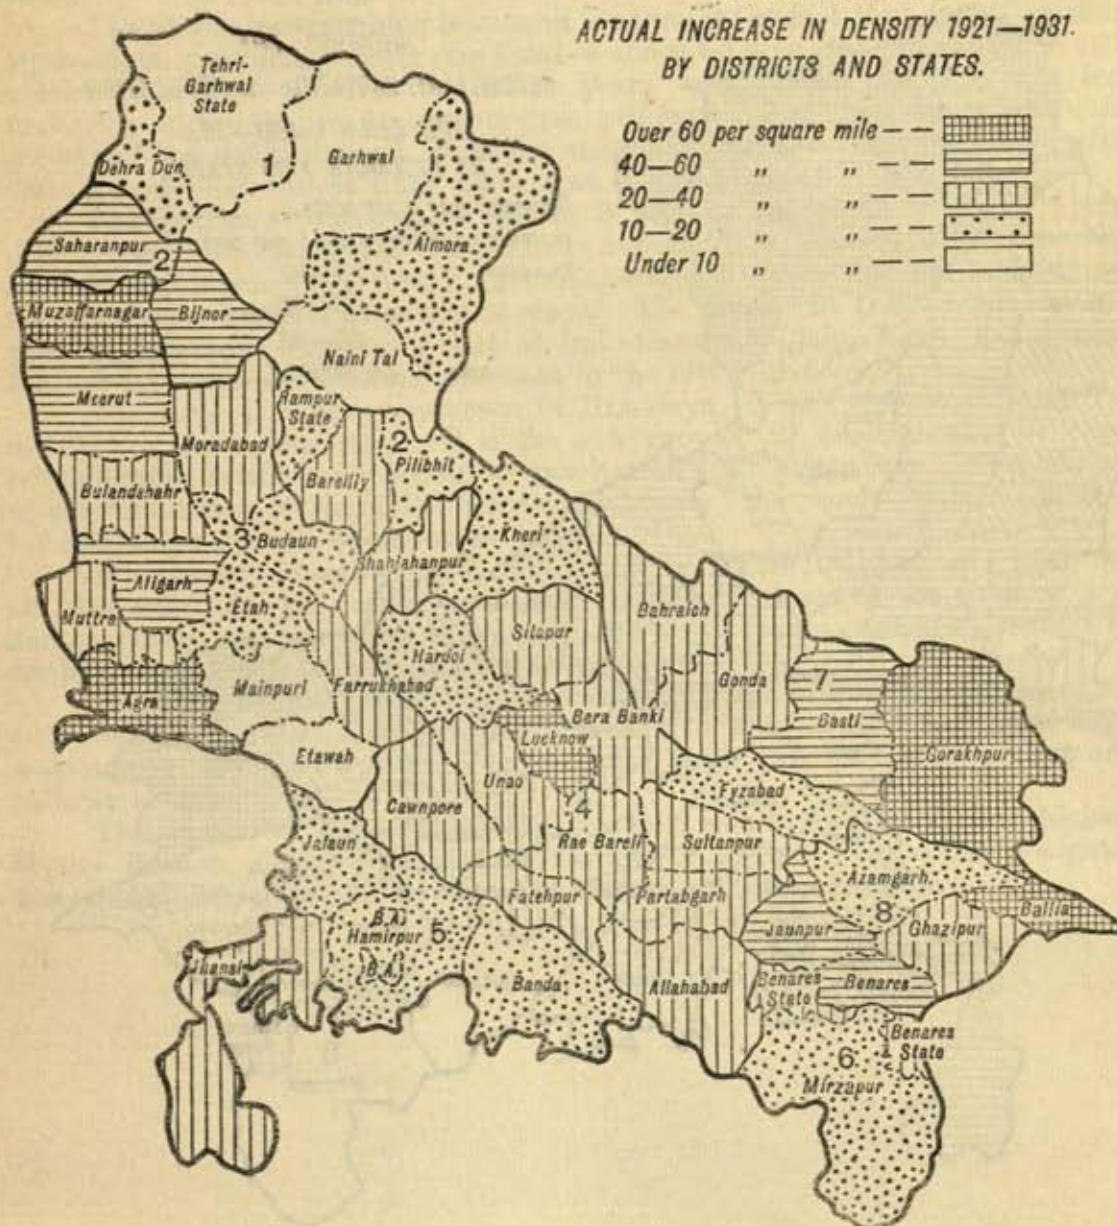 ACTUAL INCREASE IN DENSITY 1921—1931.
BY DISTRICTS AND STATES.
Over 60 per square mile
40—60 „ „
20—40 „ „
10—20 „ „
Under 10 „ „
Tehri-
Garhwal
State
1
Garhwal
Dehra Dun
Almora
Saharanpur
2
Muzaffarnagar
Bijnor
Naini Tal
Meerut
Rampur
State
Moradabad
2
Pilibhit
Bareilly
Bulandshahr
3
Budaun
Kheri
Shahjahanpur
Aligarh
Etah
Muttra
Bahraich
Sitapur
Hardoi
Mainpuri
Farrukhabad
Gonda
7
Agra
Basti
Bera Banki
Lucknow
Gorakhpur
Etawah
Unao
Fyzabad
Cawnpore
4
Jalaun
Rae Bareli
Sultanpur
Azamgarh.
Fatehpur
Partabgarh
8
Ballia
B.A.
Hamirpur
5
Jaunpur
Ghazipur
B.A.
Jhansi
Banda
Allahabad
Benares
State
Benares
Benares
State
6
Mirzapur